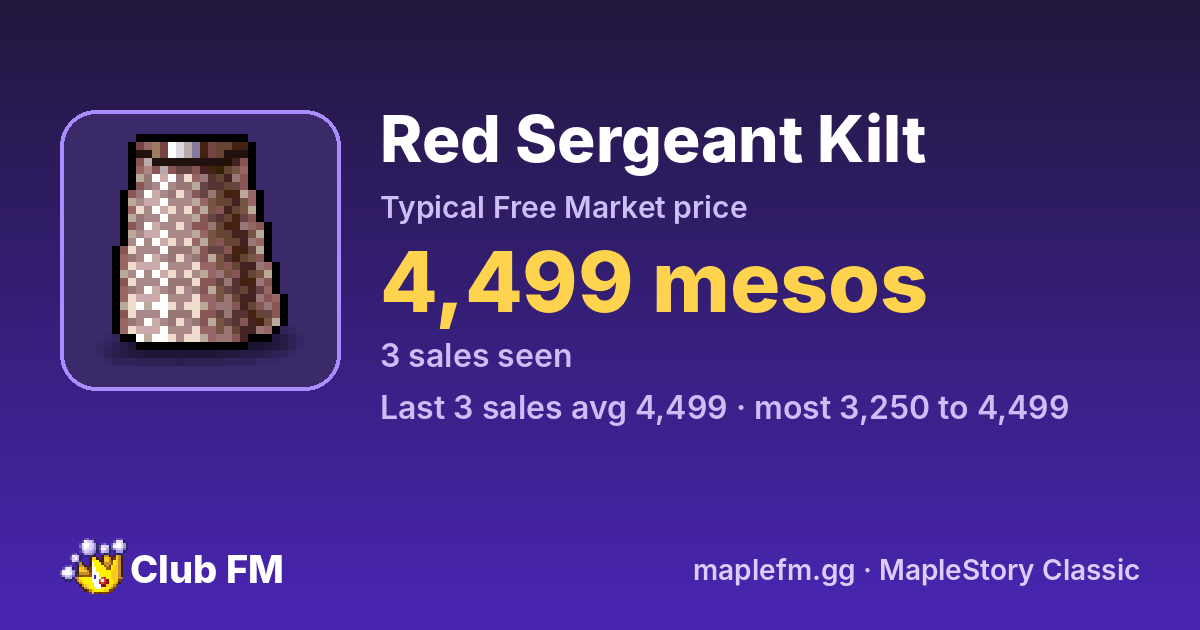 Red Sergeant Kilt
Typical Free Market price
4,499 mesos
3 sales seen
Last 3 sales avg 4,499 · most 3,250 to 4,499
Club FM
maplefm.gg · MapleStory Classic